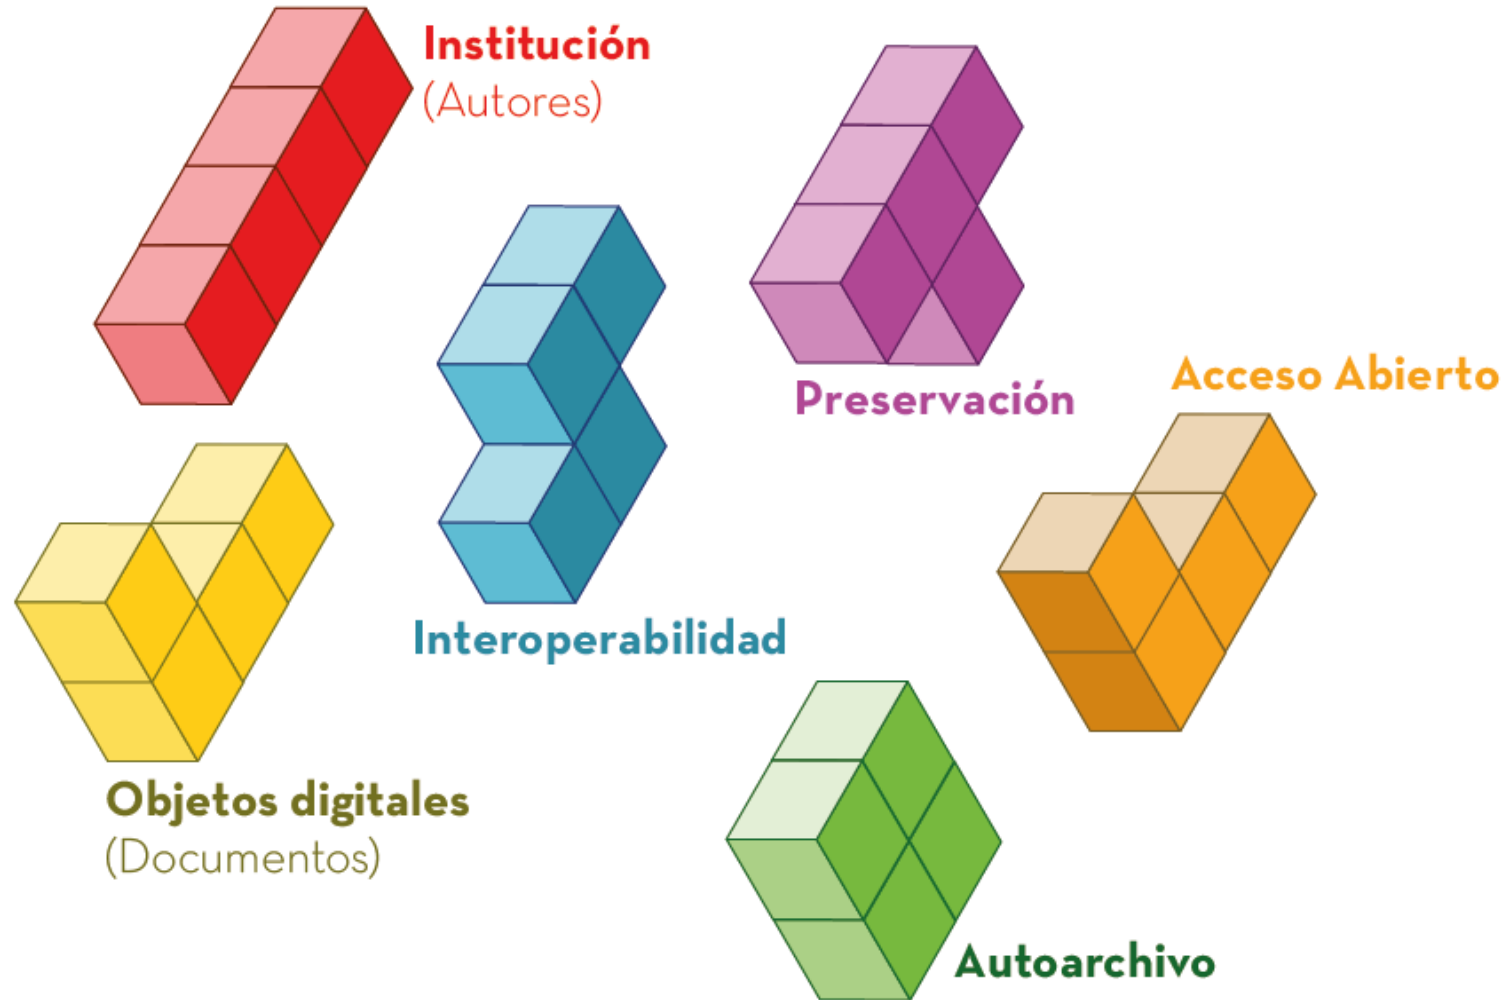 Institución
(Autores)
Preservación
Acceso Abierto
Interoperabilidad
Objetos digitales
(Documentos)
Autoarchivo